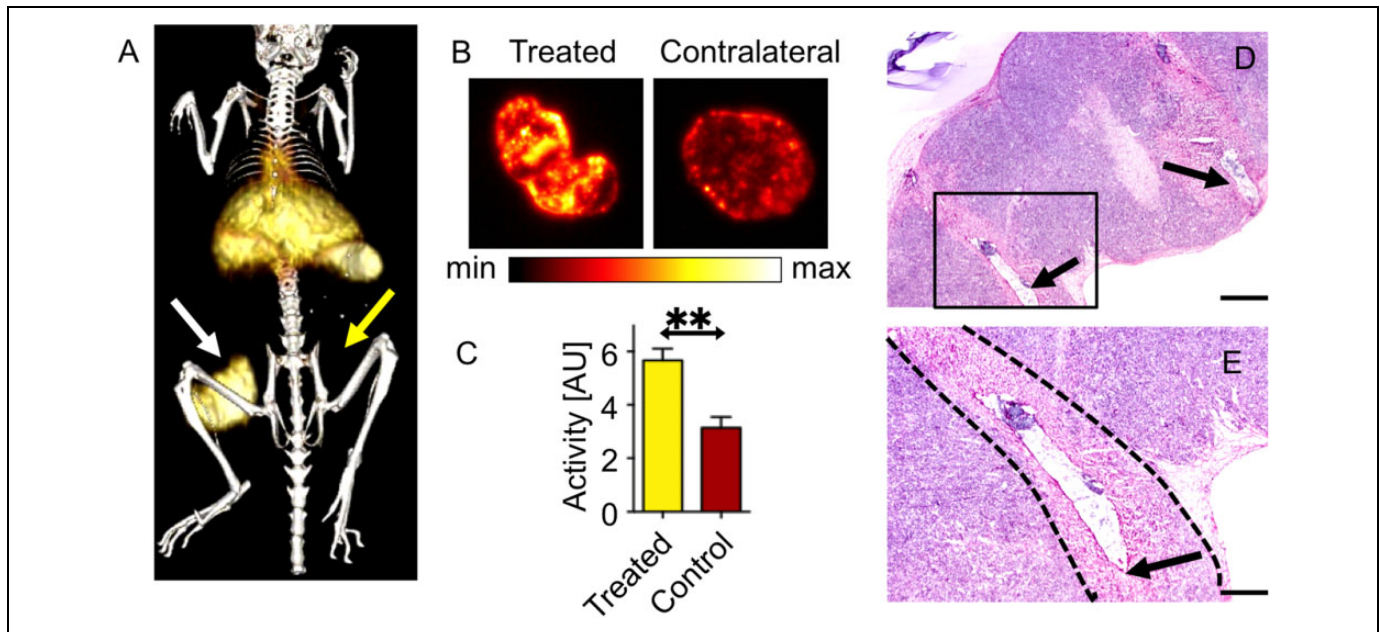 A
B
Treated Contralateral
min max
C
**
Activity [AU]
6
4
2
0
Treated
Control
D
E